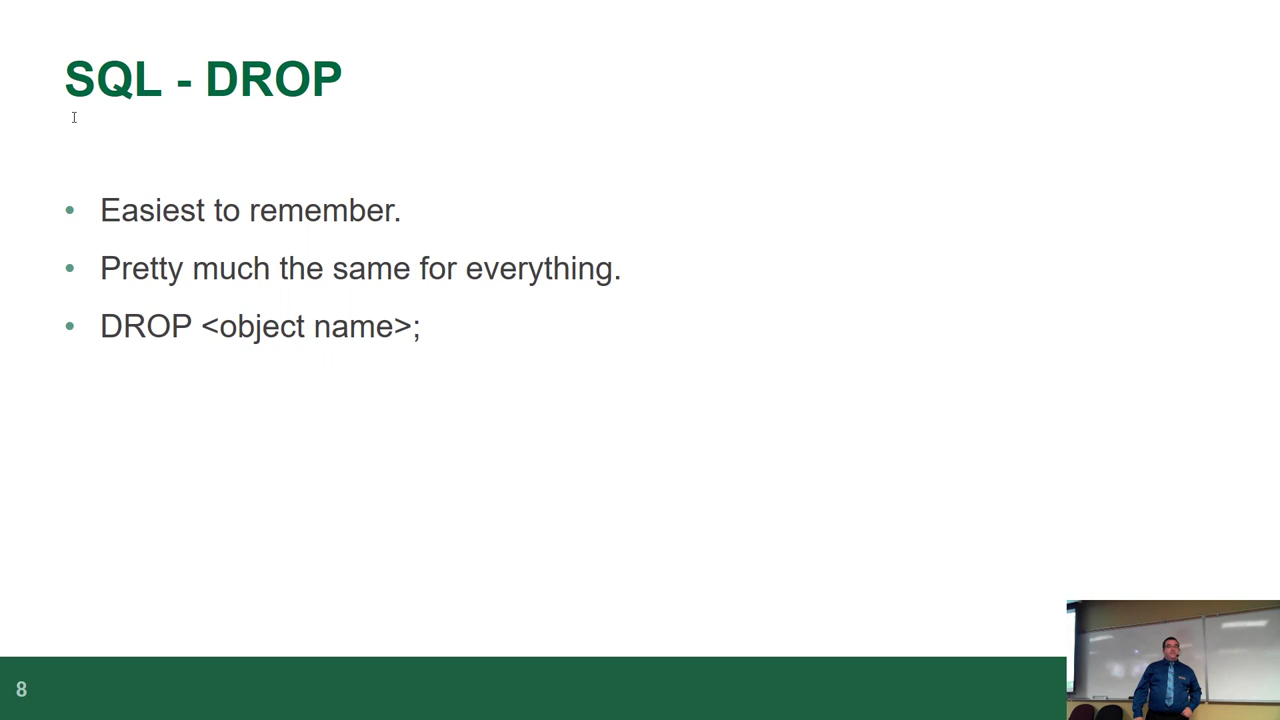 SQL - DROP
• Easiest to remember.
• Pretty much the same for everything.
• DROP <object name>;
8